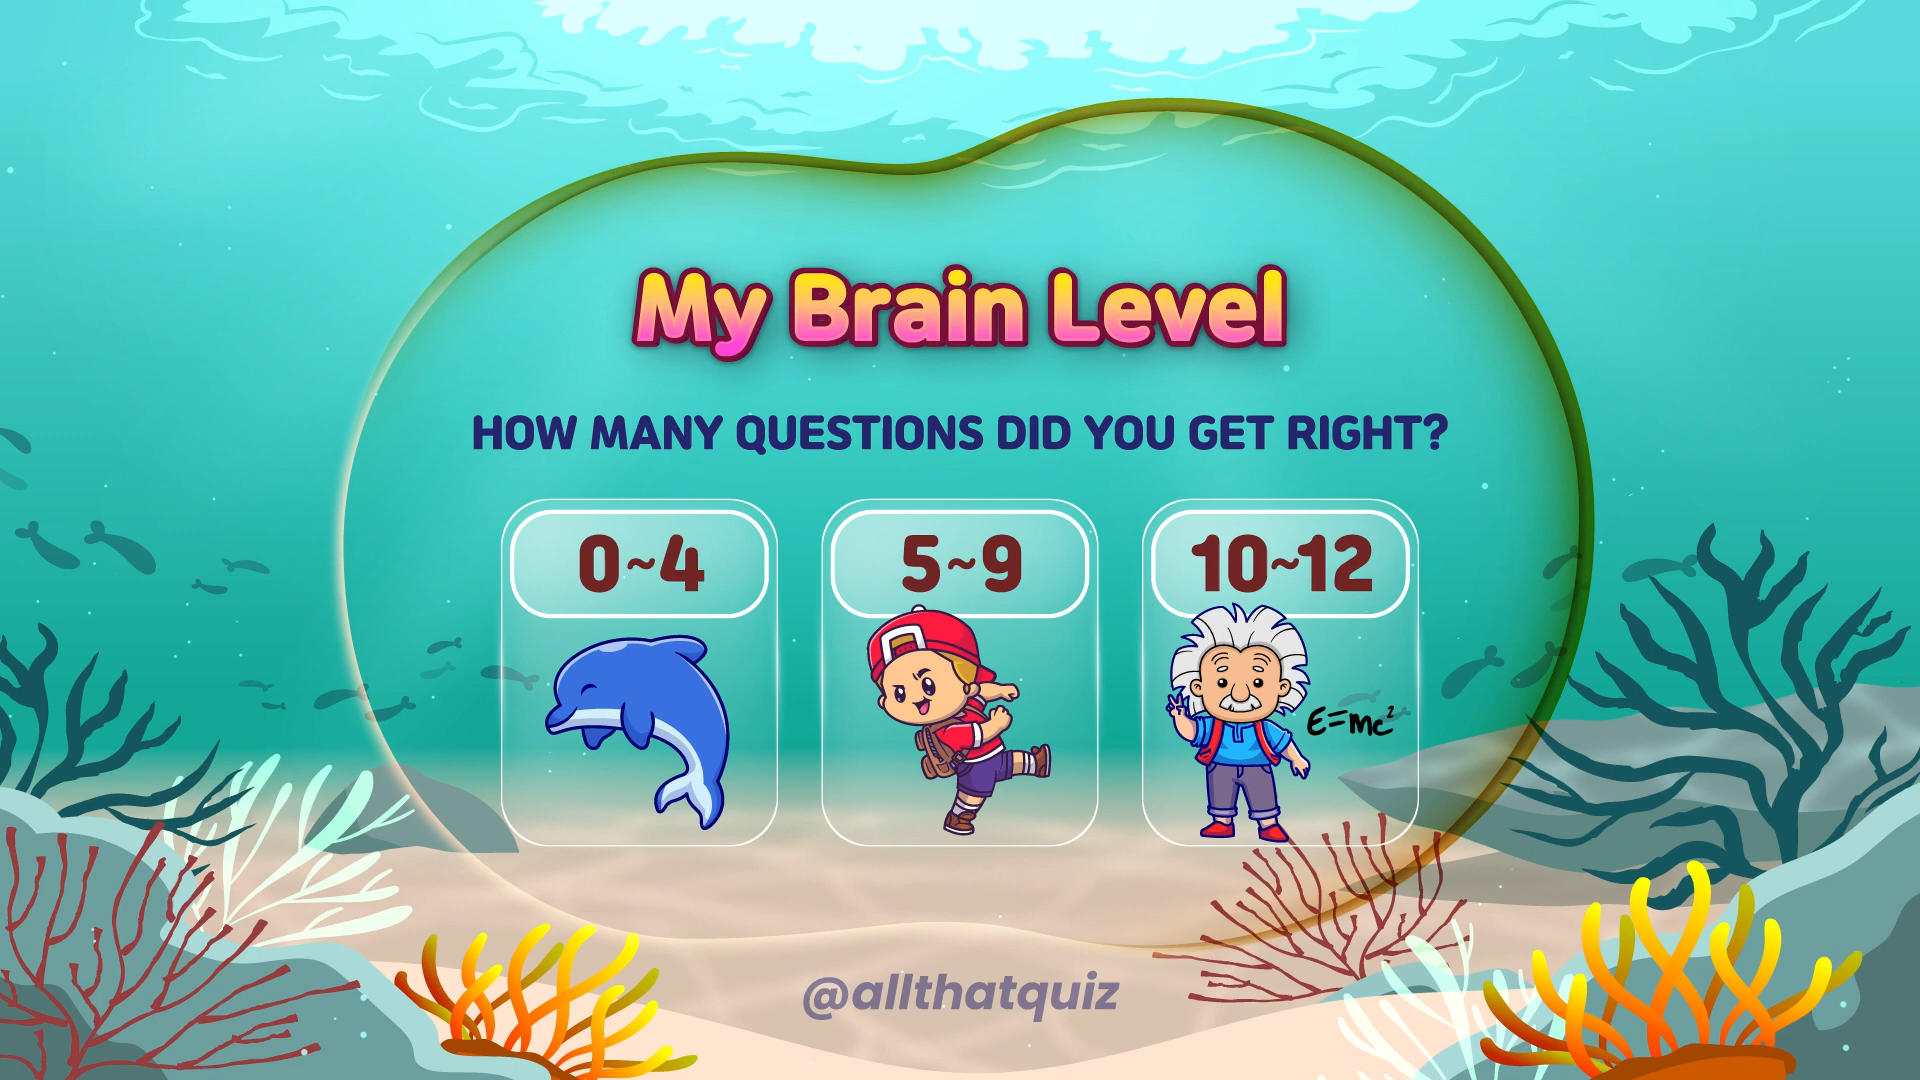 My Brain Level
HOW MANY QUESTIONS DID YOU GET RIGHT?
0~4
5~9
10~12
E=mc²
@allthatquiz